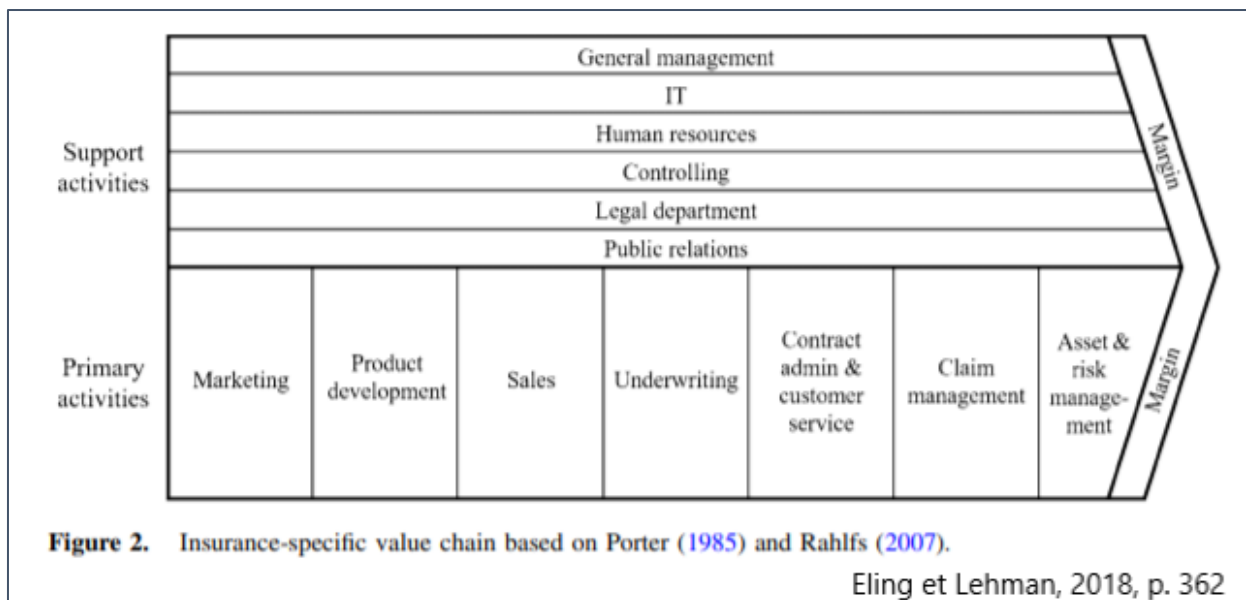 General management
IT
Human resources
Controlling
Legal department
Public relations
Support
activities
Margin
Primary
activities
Marketing
Product
development
Sales
Underwriting
Contract
admin &
customer
service
Claim
management
Asset &
risk
manage-
ment
Margin
Figure 2. Insurance-specific value chain based on Porter (1985) and Rahlfs (2007).
Eling et Lehman, 2018, p. 362